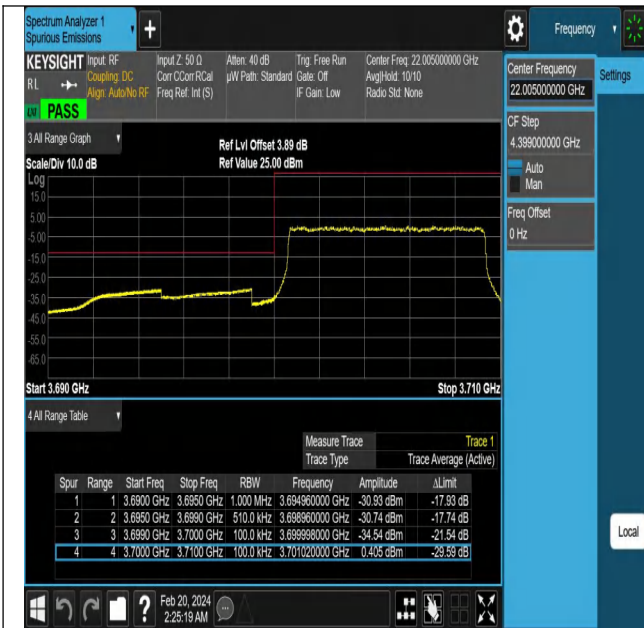 Spectrum Analyzer 1
Spurious Emissions
Frequency
KEYSIGHT Input: RF Input Z: 50 Ω Atten: 40 dB Trig: Free Run Center Freq: 22.005000000 GHz
RL Coupling: DC Corr CCorr RCal µW Path: Standard Gate: Off Avg|Hold: 10/10
Align: Auto/No RF Freq Ref: Int (S) IF Gain: Low Radio Std: None
PASS
Center Frequency
22.005000000 GHz
Settings
CF Step
4.399000000 GHz
Auto
Man
Freq Offset
0 Hz
3 All Range Graph
Ref Lvl Offset 3.89 dB
Scale/Div 10.0 dB Ref Value 25.00 dBm
Log
15.0
5.00
-5.00
-15.0
-25.0
-35.0
-45.0
-55.0
-65.0
Start 3.690 GHz Stop 3.710 GHz
4 All Range Table
Measure Trace Trace 1
Trace Type Trace Average (Active)
Spur Range Start Freq Stop Freq RBW Frequency Amplitude ΔLimit
1 1 3.6900 GHz 3.6950 GHz 1.000 MHz 3.694960000 GHz -30.93 dBm -17.93 dB
2 2 3.6950 GHz 3.6990 GHz 510.0 kHz 3.698960000 GHz -30.74 dBm -17.74 dB
3 3 3.6990 GHz 3.7000 GHz 100.0 kHz 3.699998000 GHz -34.54 dBm -21.54 dB
4 4 3.7000 GHz 3.7100 GHz 100.0 kHz 3.701020000 GHz 0.405 dBm -29.59 dB
Local
Feb 20, 2024
2:25:19 AM